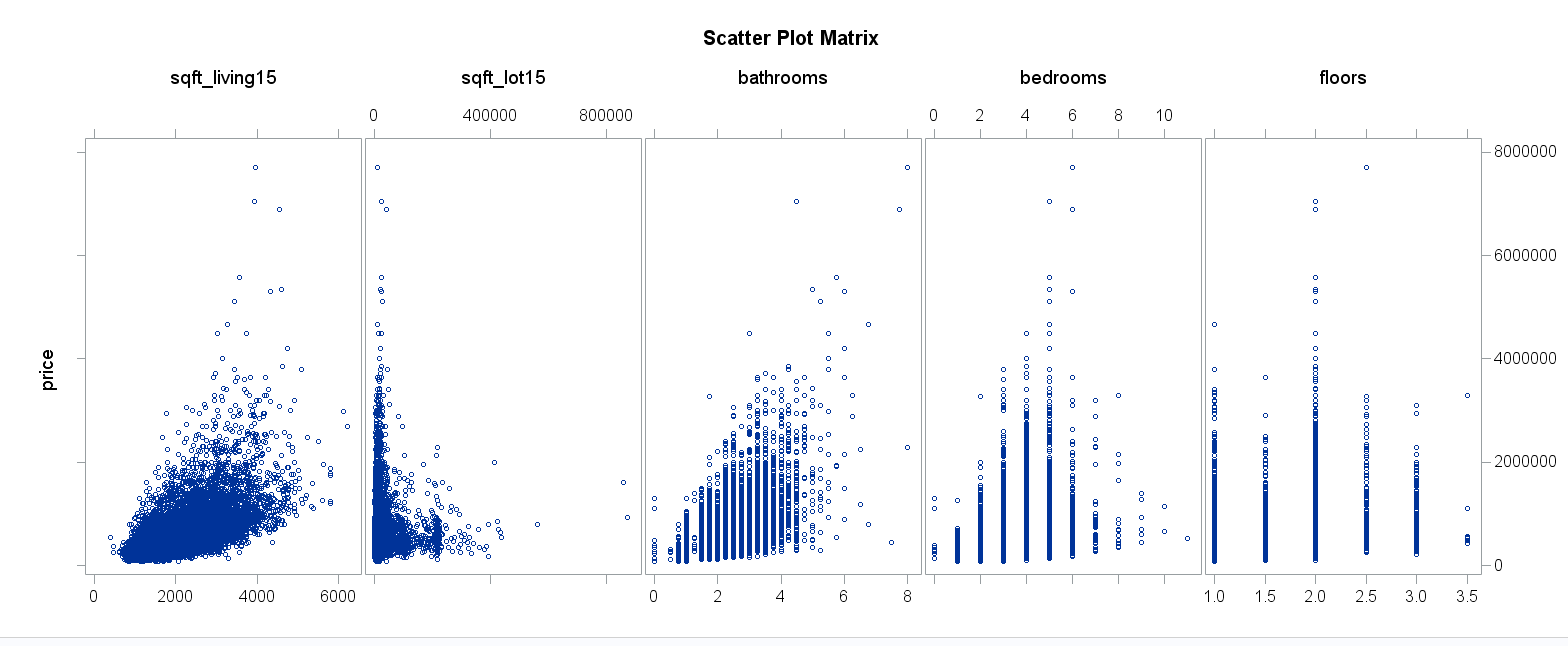 Scatter Plot Matrix
sqft_living15 sqft_lot15 bathrooms bedrooms floors
0 400000 800000 0 2 4 6 8 10
8000000
6000000
price
4000000
2000000
0
0 2000 4000 6000 0 2 4 6 8 1.0 1.5 2.0 2.5 3.0 3.5